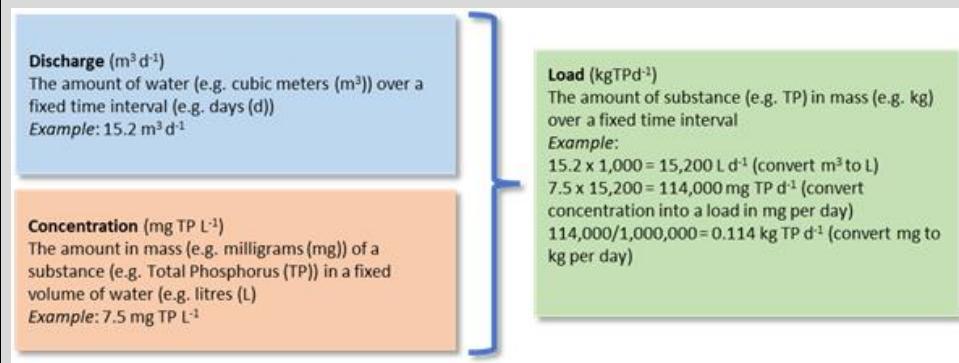 Discharge (m³ d⁻¹)
The amount of water (e.g. cubic meters (m³)) over a
fixed time interval (e.g. days (d))
Example: 15.2 m³ d⁻¹
Concentration (mg TP L⁻¹)
The amount in mass (e.g. milligrams (mg)) of a
substance (e.g. Total Phosphorus (TP)) in a fixed
volume of water (e.g. litres (L)
Example: 7.5 mg TP L⁻¹
Load (kgTPd⁻¹)
The amount of substance (e.g. TP) in mass (e.g. kg)
over a fixed time interval
Example:
15.2 x 1,000 = 15,200 L d⁻¹ (convert m³ to L)
7.5 x 15,200 = 114,000 mg TP d⁻¹ (convert
concentration into a load in mg per day)
114,000/1,000,000 = 0.114 kg TP d⁻¹ (convert mg to
kg per day)